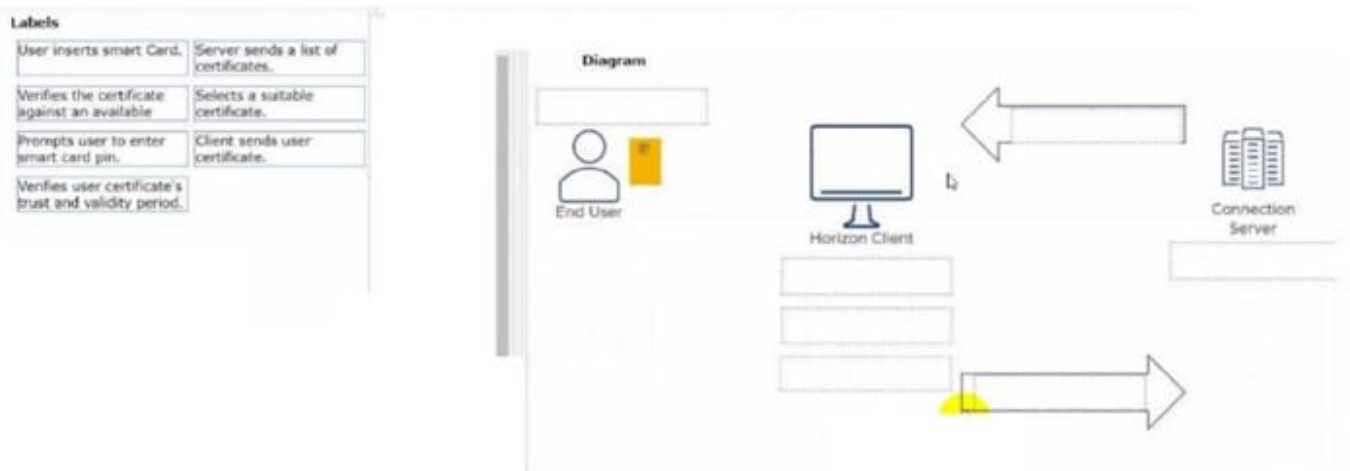 Labels
User inserts smart Card.
Server sends a list of
certificates.
Verifies the certificate
against an available
Selects a suitable
certificate.
Prompts user to enter
smart card pin.
Client sends user
certificate.
Verifies user certificate's
trust and validity period.
Diagram
End User
Horizon Client
Connection
Server